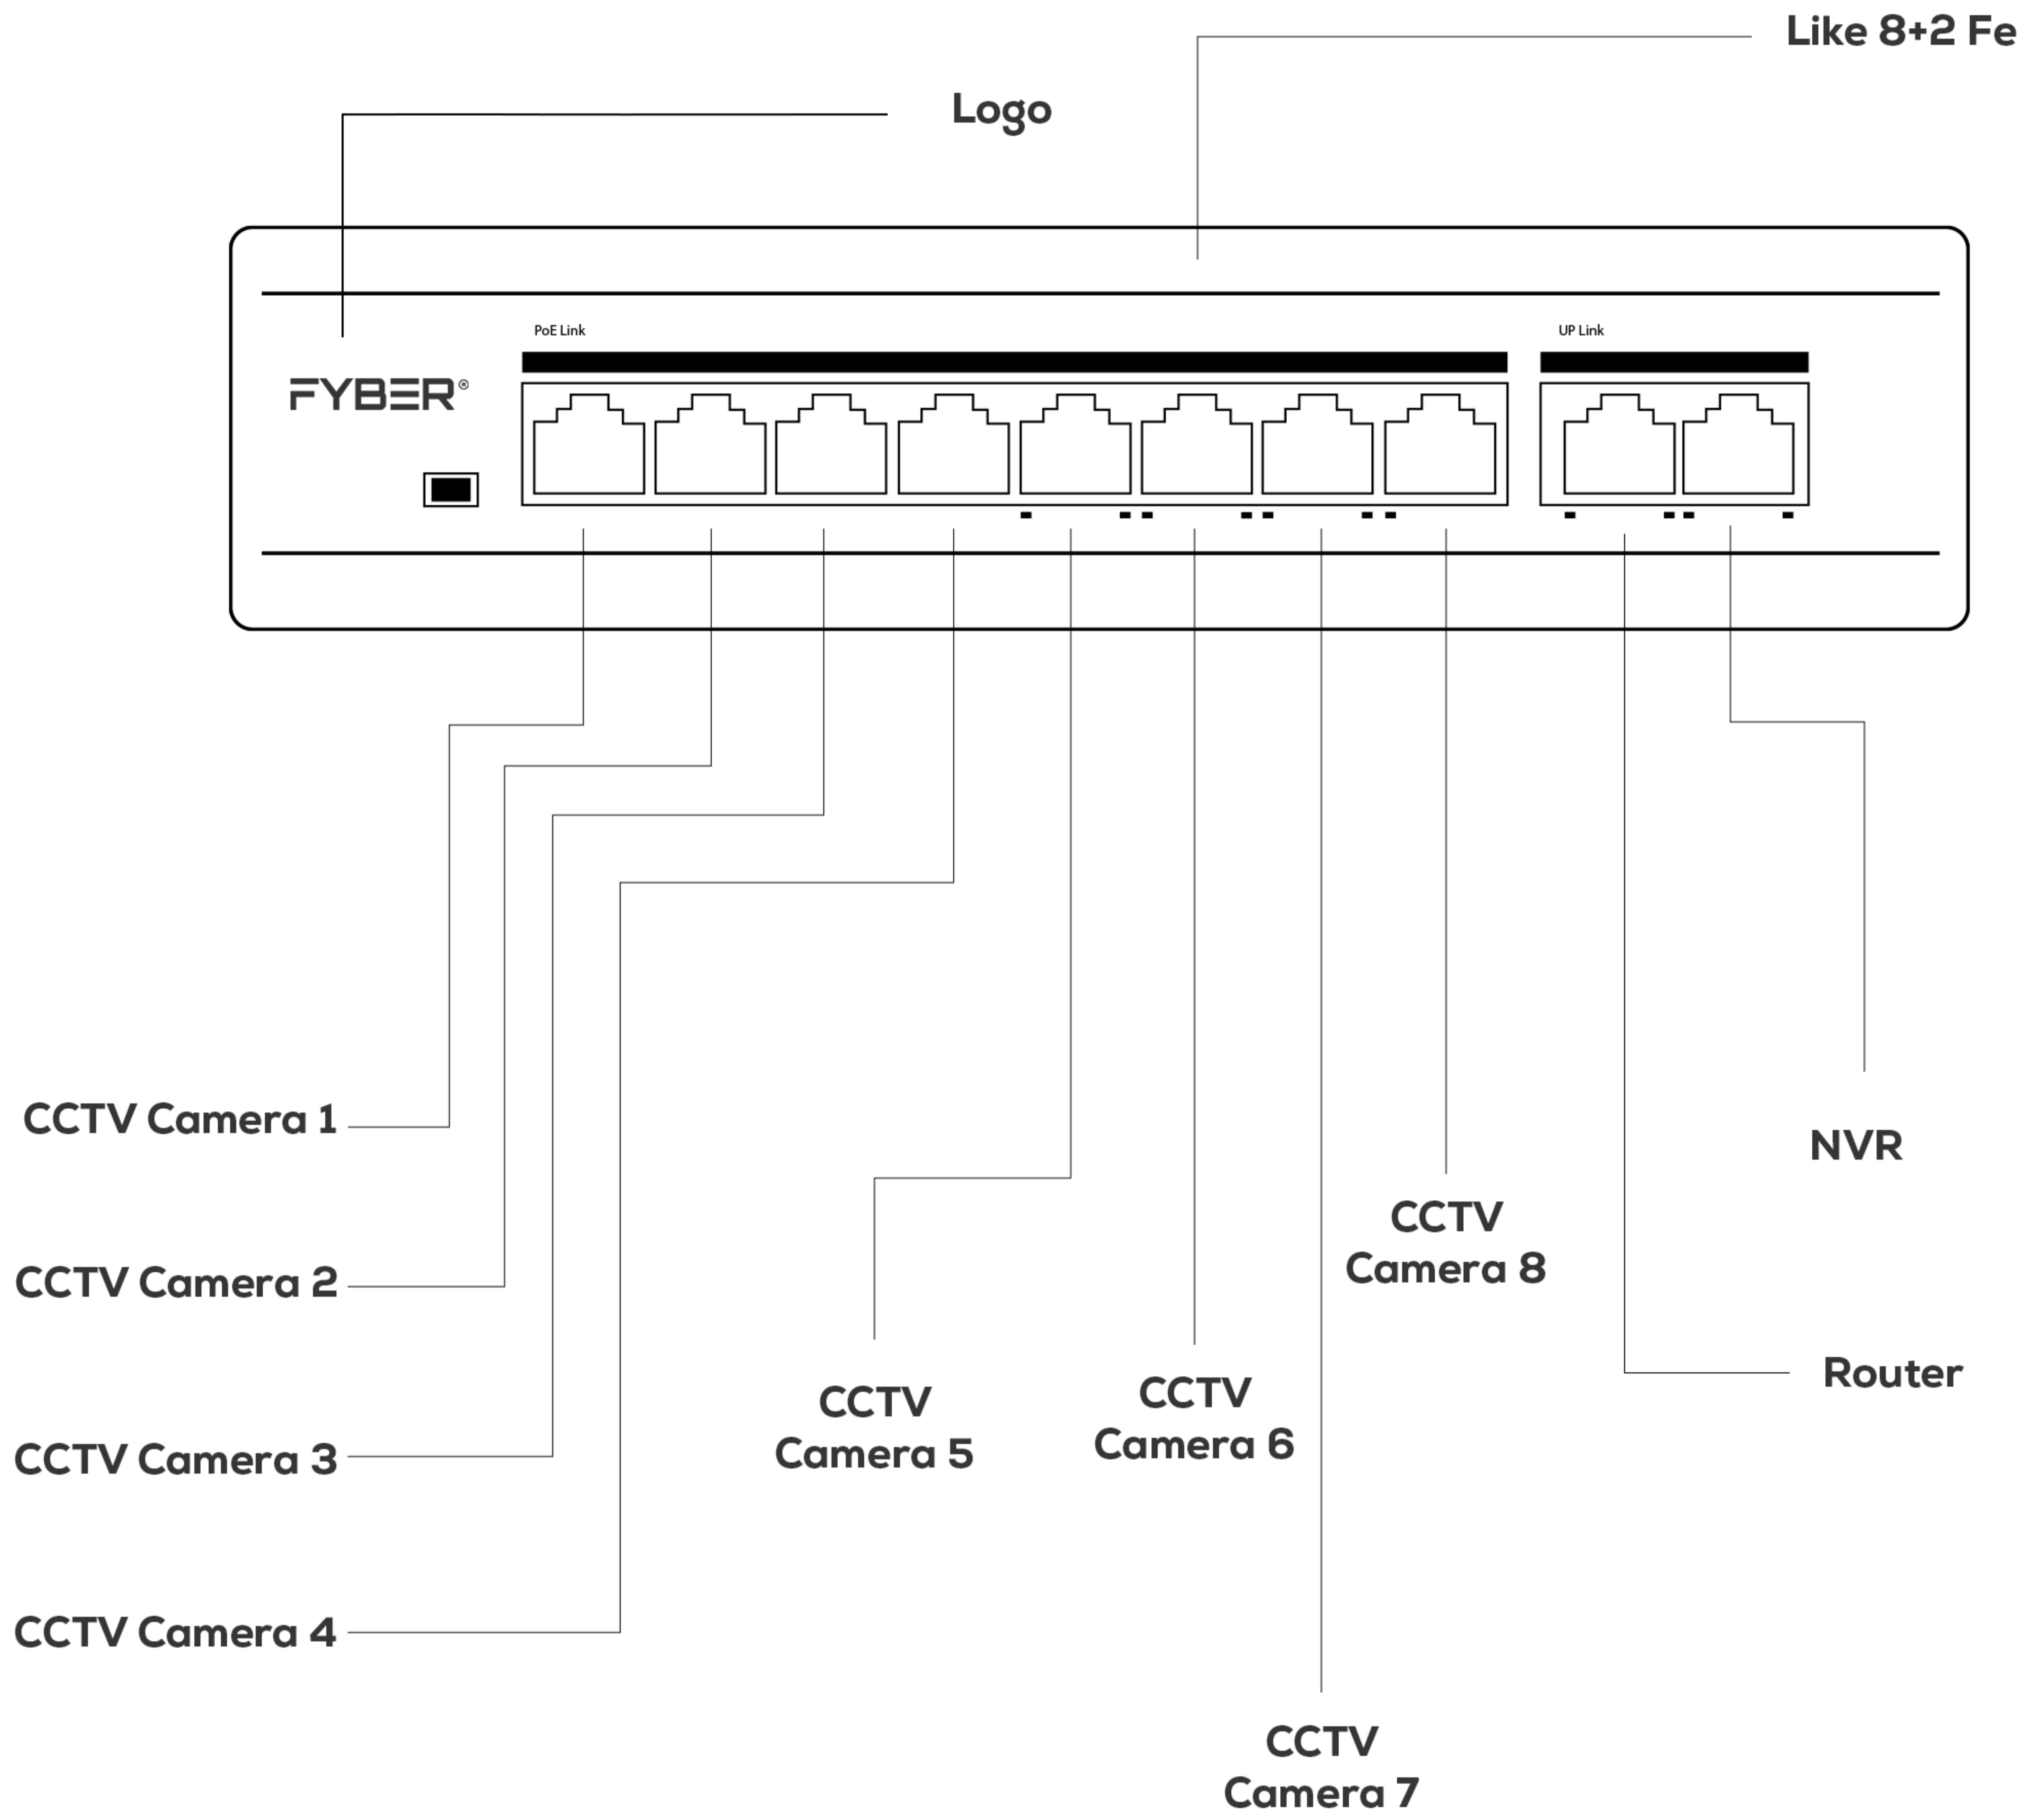 Like 8+2 Fe
Logo
PoE Link
UP Link
FYBER®
CCTV Camera 1
NVR
CCTV
Camera 8
CCTV Camera 2
Router
CCTV
Camera 5
CCTV
Camera 6
CCTV Camera 3
CCTV Camera 4
CCTV
Camera 7